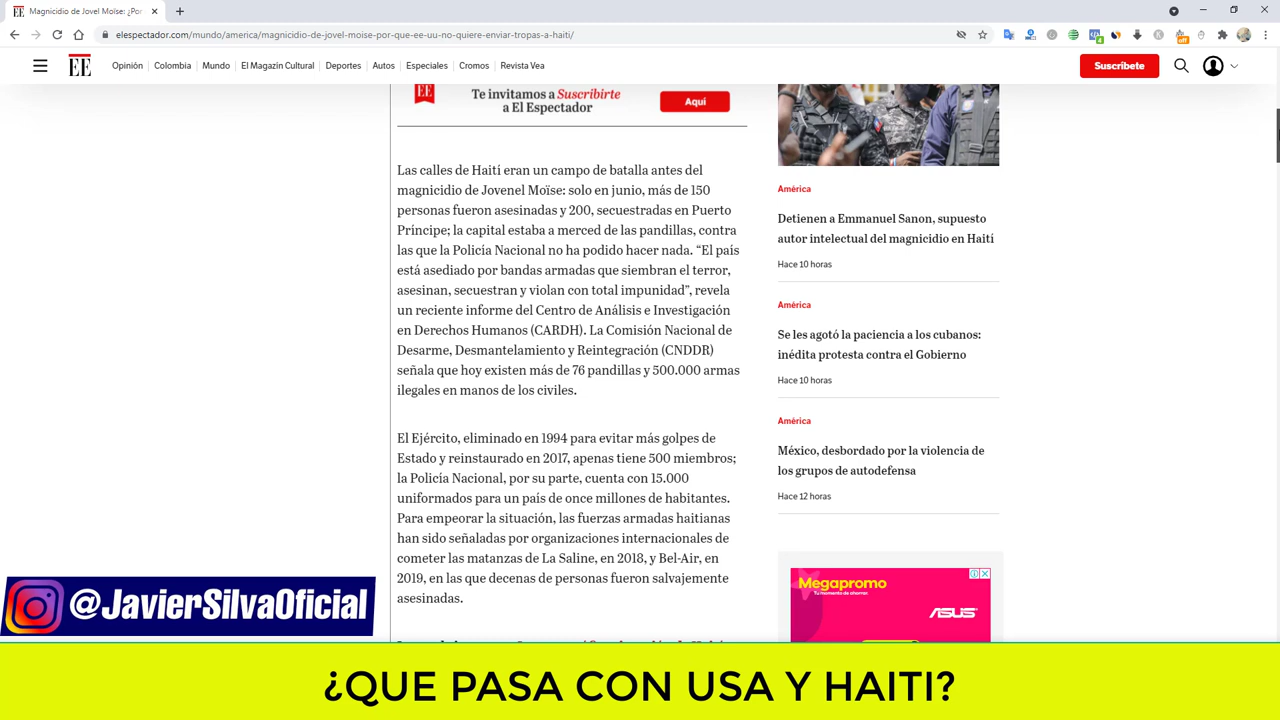 Magnicidio de Jovel Moise: ¿Por
elespectador.com/mundo/america/magnicidio-de-jovel-moise-por-que-ee-uu-no-quiere-enviar-tropas-a-haiti/
EE
Opinión Colombia Mundo El Magazín Cultural Deportes Autos Especiales Cromos Revista Vea
Suscríbete
EE
Te invitamos a Suscribirte
a El Espectador
Aquí
Las calles de Haití eran un campo de batalla antes del
magnicidio de Jovenel Moïse: solo en junio, más de 150
personas fueron asesinadas y 200, secuestradas en Puerto
Príncipe; la capital estaba a merced de las pandillas, contra
las que la Policía Nacional no ha podido hacer nada. “El país
está asediado por bandas armadas que siembran el terror,
asesinan, secuestran y violan con total impunidad”, revela
un reciente informe del Centro de Análisis e Investigación
en Derechos Humanos (CARDH). La Comisión Nacional de
Desarme, Desmantelamiento y Reintegración (CNDDR)
señala que hoy existen más de 76 pandillas y 500.000 armas
ilegales en manos de los civiles.
El Ejército, eliminado en 1994 para evitar más golpes de
Estado y reinstaurado en 2017, apenas tiene 500 miembros;
la Policía Nacional, por su parte, cuenta con 15.000
uniformados para un país de once millones de habitantes.
Para empeorar la situación, las fuerzas armadas haitianas
han sido señaladas por organizaciones internacionales de
cometer las matanzas de La Saline, en 2018, y Bel-Air, en
2019, en las que decenas de personas fueron salvajemente
asesinadas.
América
Detienen a Emmanuel Sanon, supuesto
autor intelectual del magnicidio en Haití
Hace 10 horas
América
Se les agotó la paciencia a los cubanos:
inédita protesta contra el Gobierno
Hace 10 horas
América
México, desbordado por la violencia de
los grupos de autodefensa
Hace 12 horas
Megapromo
Tu momento de ahorrar
ASUS
@JavierSilvaOficial
¿QUE PASA CON USA Y HAITI?